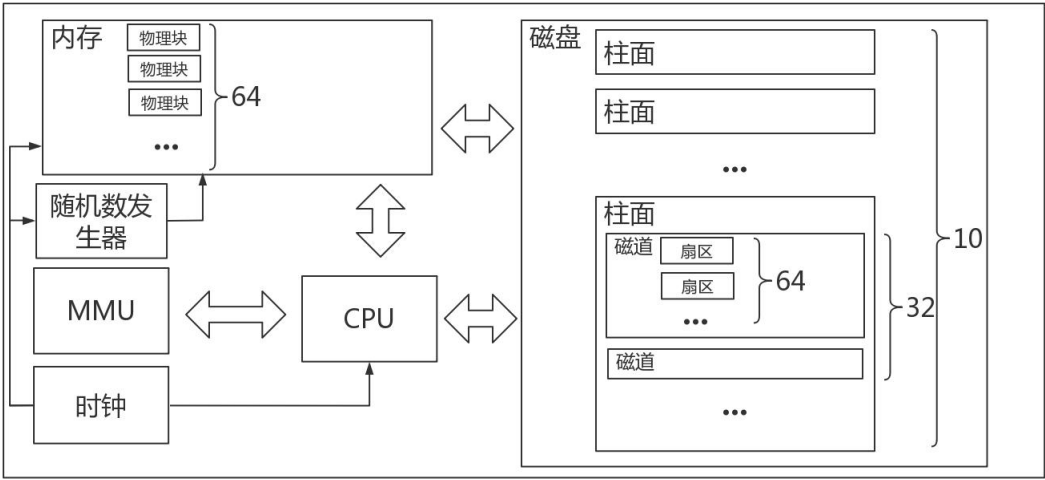 内存
物理块
物理块
物理块
...
64
随机数发
生器
MMU
时钟
CPU
磁盘
柱面
柱面
...
柱面
磁道
扇区
扇区
...
64
磁道
...
32
10